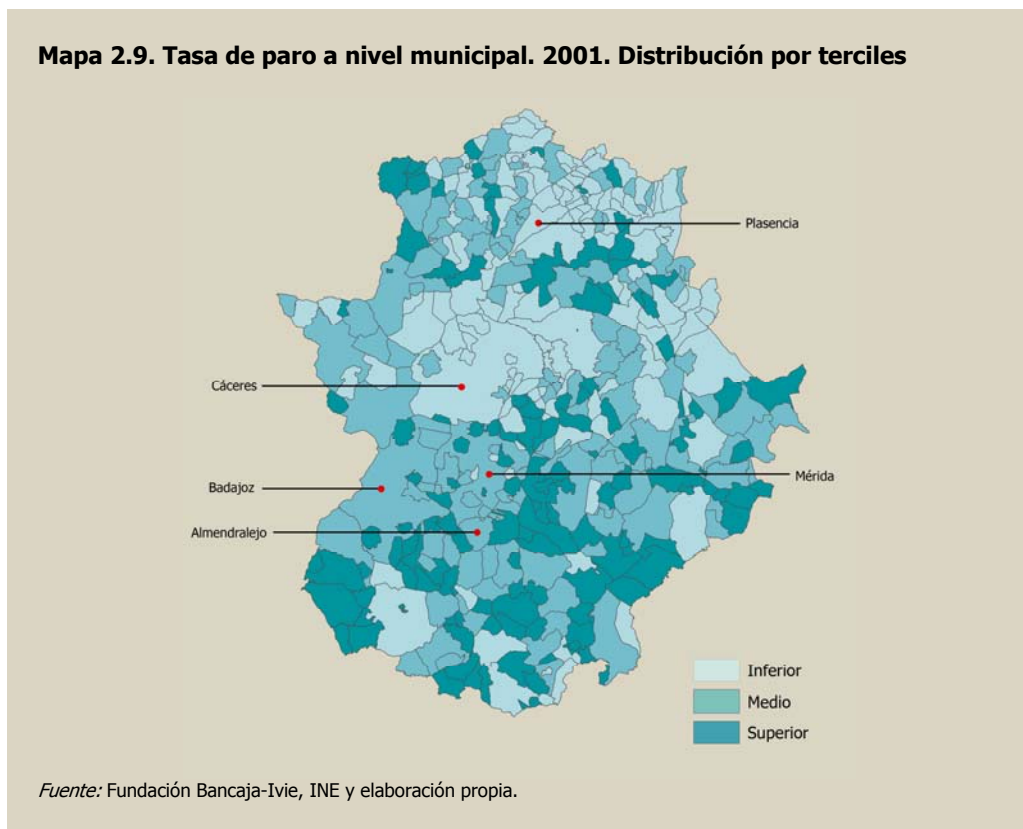 Mapa 2.9. Tasa de paro a nivel municipal. 2001. Distribución por terciles
Plasencia
Cáceres
Mérida
Badajoz
Almendralejo
Inferior
Medio
Superior
Fuente: Fundación Bancaja-Ivie, INE y elaboración propia.